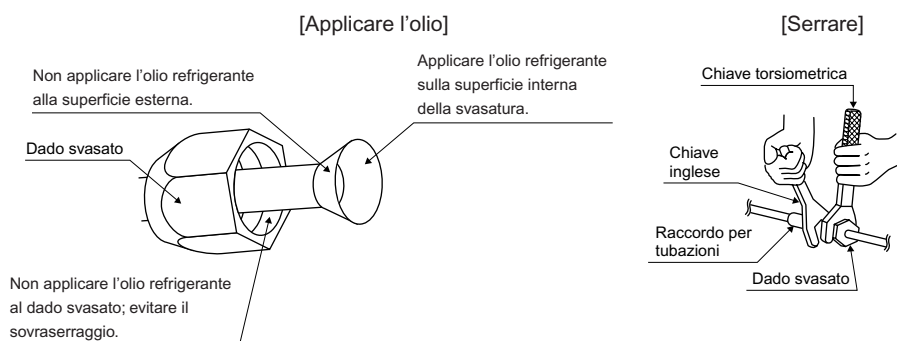 [Applicare l'olio]
Non applicare l'olio refrigerante
alla superficie esterna.
Applicare l'olio refrigerante
sulla superficie interna
della svasatura.
Dado svasato
Non applicare l'olio refrigerante
al dado svasato; evitare il
sovraserraggio.
[Serrare]
Chiave torsiometrica
Chiave
inglese
Raccordo per
tubazioni
Dado svasato